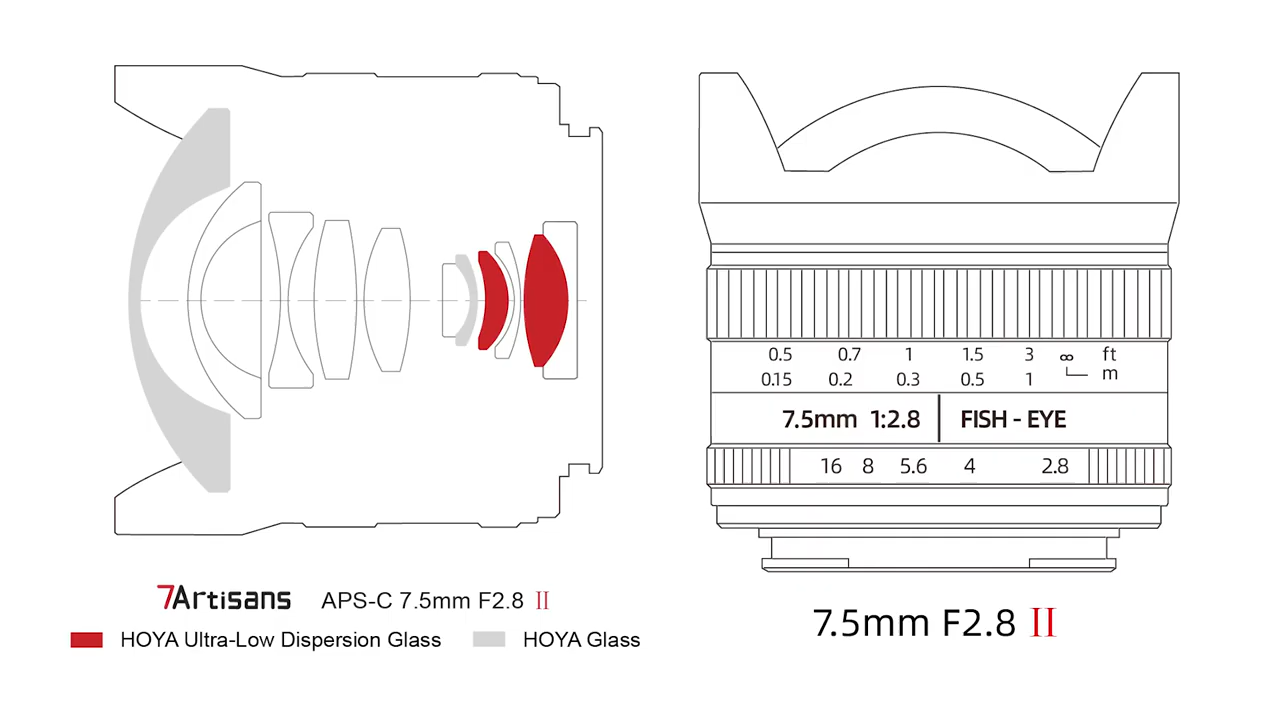 7Artisans APS-C 7.5mm F2.8 II
HOYA Ultra-Low Dispersion Glass HOYA Glass
0.5 0.7 1 1.5 3 ∞ ft
0.15 0.2 0.3 0.5 1 m
7.5mm 1:2.8 FISH - EYE
16 8 5.6 4 2.8
7.5mm F2.8 II